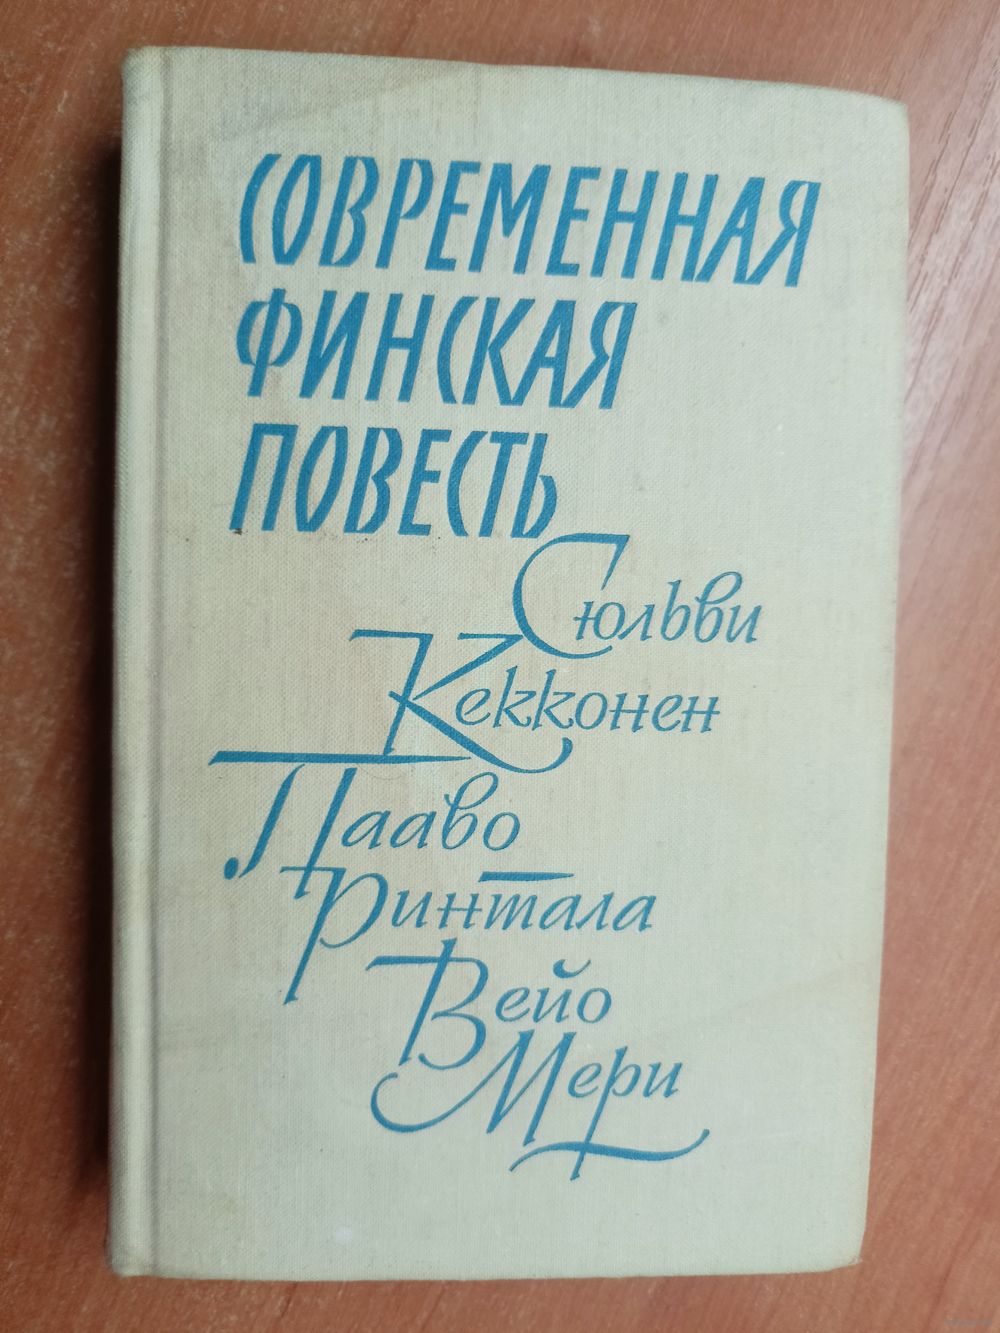 СОВРЕМЕННАЯ
ФИНСКАЯ
ПОВЕСТЬ
Сюльви
Кекконен
Пааво
Ринтала
Вейо
Мери